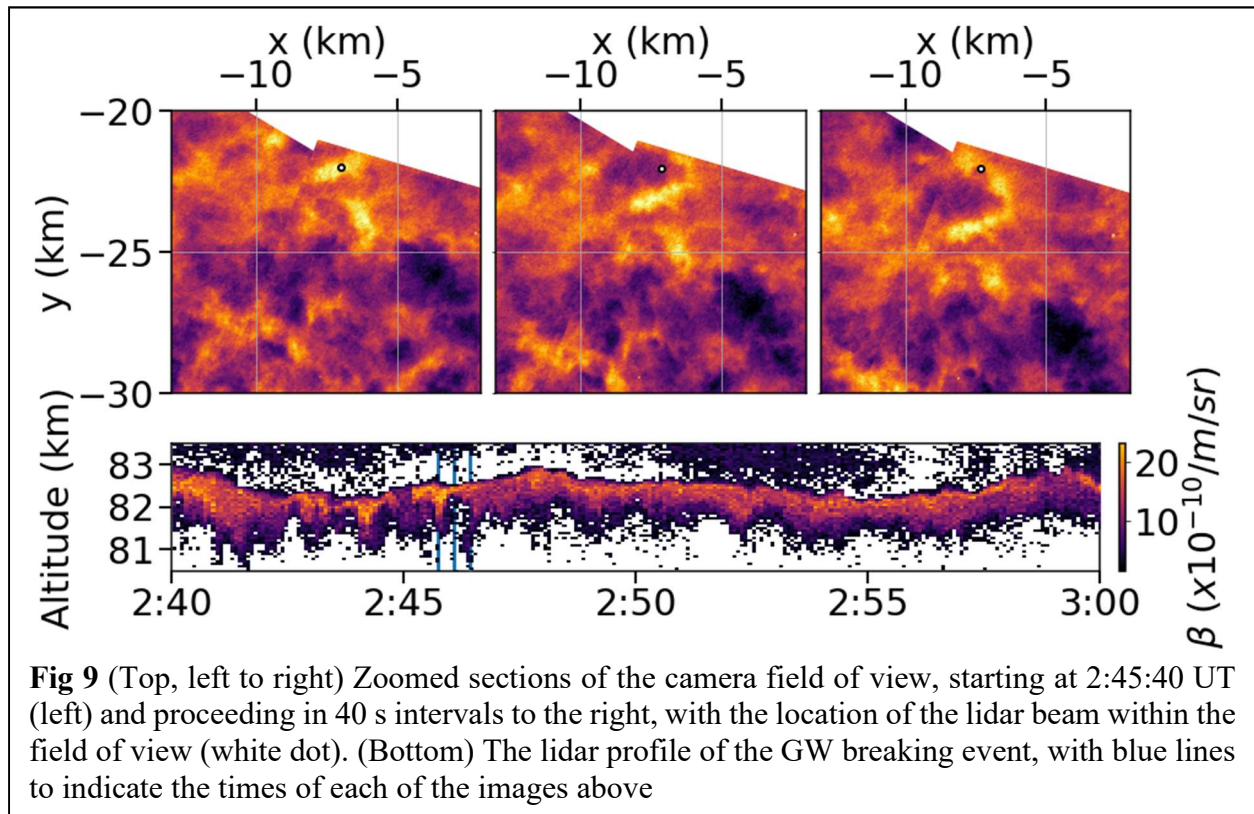 x (km) x (km) x (km)
−10 −5 −10 −5 −10 −5
−20
−25
−30
y (km)
Altitude (km)
83
82
81
2:40 2:45 2:50 2:55 3:00
20
10
β (x10⁻¹⁰/m/sr)
Fig 9 (Top, left to right) Zoomed sections of the camera field of view, starting at 2:45:40 UT
(left) and proceeding in 40 s intervals to the right, with the location of the lidar beam within the
field of view (white dot). (Bottom) The lidar profile of the GW breaking event, with blue lines
to indicate the times of each of the images above